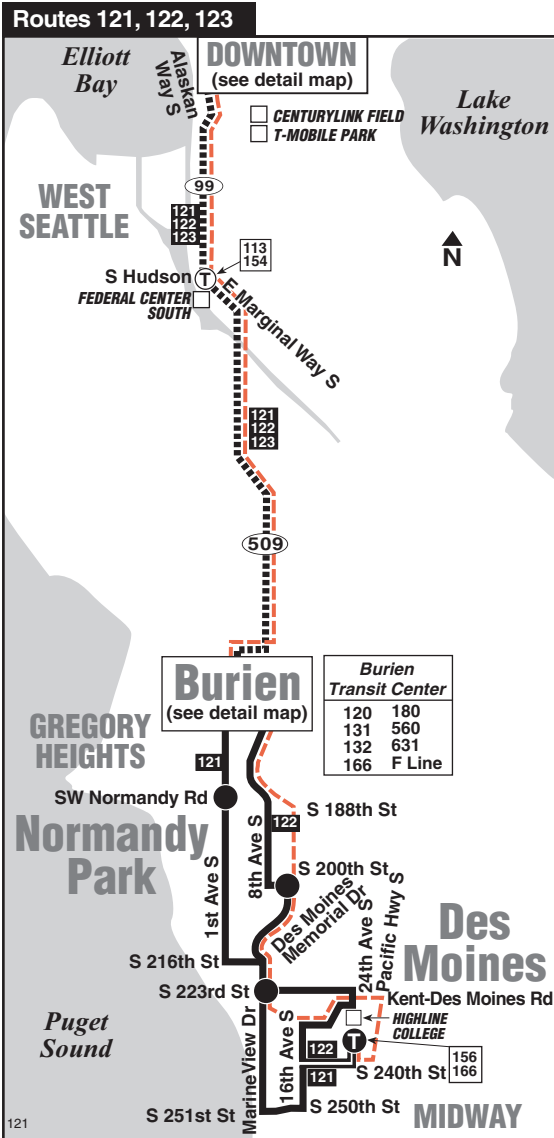 Routes 121, 122, 123
Elliott
Bay
Alaskan
Way S
DOWNTOWN
(see detail map)
CENTURYLINK FIELD
T-MOBILE PARK
Lake
Washington
WEST
SEATTLE
99
121
122
123
113
154
N
S Hudson
T
FEDERAL CENTER
SOUTH
E Marginal Way S
121
122
123
509
Burien
(see detail map)
Burien
Transit Center
120 180
131 560
132 631
166 F Line
GREGORY
HEIGHTS
121
SW Normandy Rd
S 188th St
122
Normandy
Park
1st Ave S
8th Ave S
S 200th St
Des Moines
Memorial Dr
24th Ave S
Pacific Hwy S
Des
Moines
S 216th St
S 223rd St
Kent-Des Moines Rd
HIGHLINE
COLLEGE
Puget
Sound
MarineView Dr
16th Ave S
122
T
121
S 240th St
156
166
S 251st St
S 250th St
MIDWAY
121